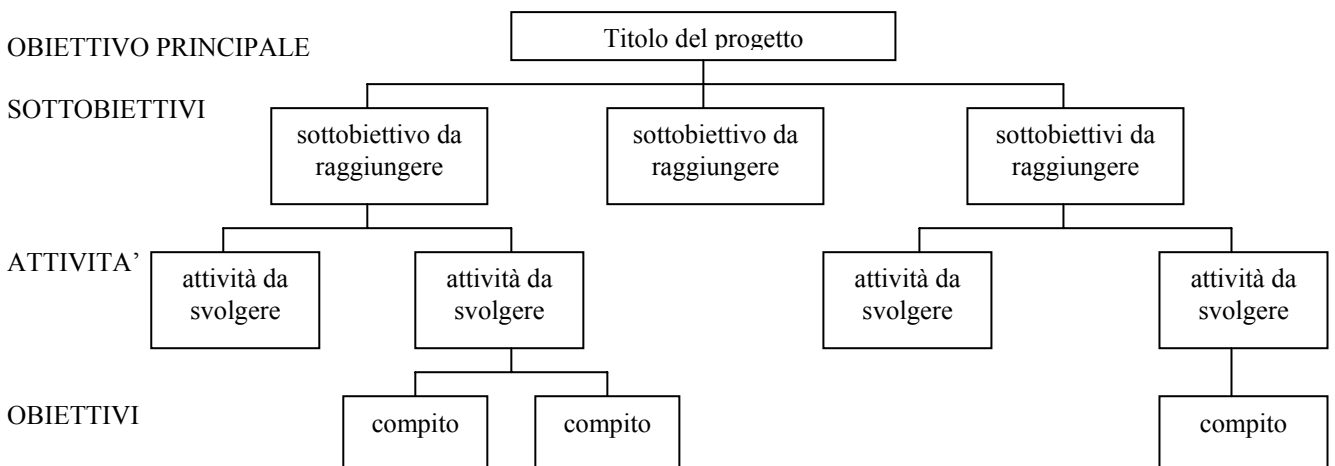 OBIETTIVO PRINCIPALE
Titolo del progetto
SOTTOBIETTIVI
sottobiettivo da
raggiungere
sottobiettivo da
raggiungere
sottobiettivi da
raggiungere
ATTIVITA’
attività da
svolgere
attività da
svolgere
attività da
svolgere
attività da
svolgere
OBIETTIVI
compito
compito
compito